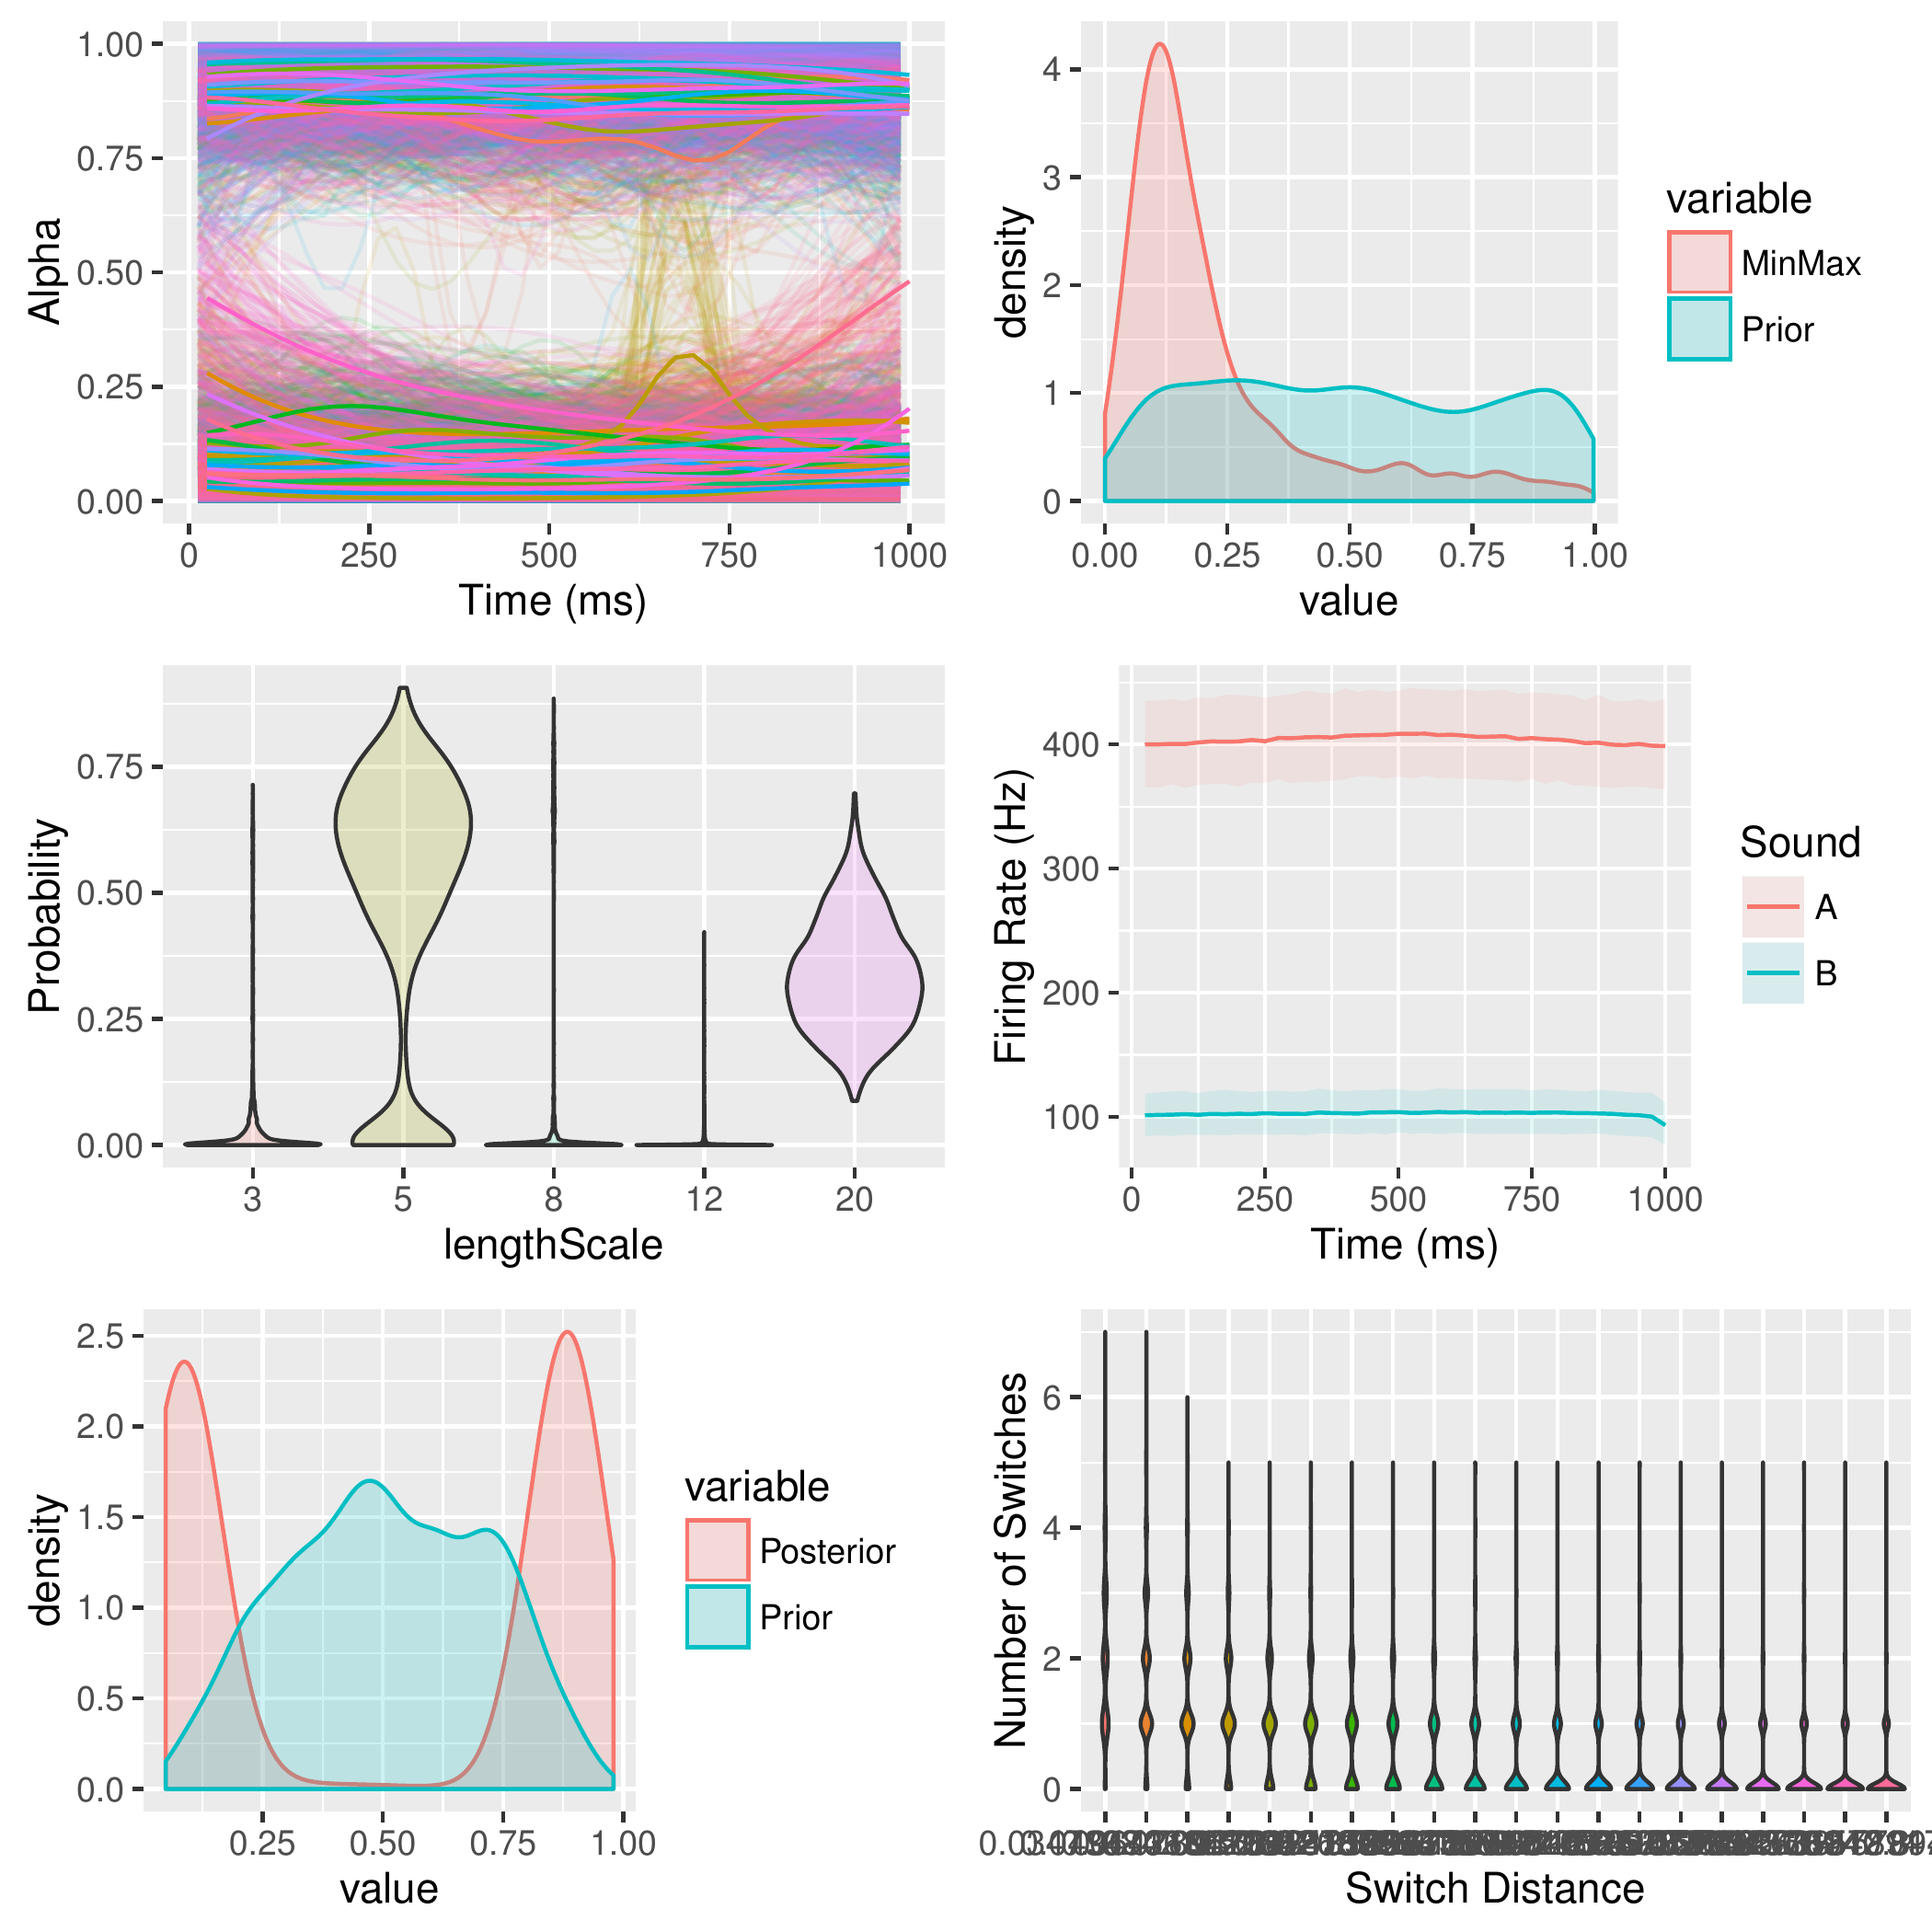 1.00
0.75
0.50
0.25
0.00
Alpha
0 250 500 750 1000
Time (ms)
4
3
2
1
0
density
0.00 0.25 0.50 0.75 1.00
value
variable
MinMax
Prior
0.75
0.50
0.25
0.00
Probability
3 5 8 12 20
lengthScale
400
300
200
100
Firing Rate (Hz)
0 250 500 750 1000
Time (ms)
Sound
A
B
2.5
2.0
1.5
1.0
0.5
0.0
density
0.25 0.50 0.75 1.00
value
variable
Posterior
Prior
6
4
2
0
Number of Switches
Switch Distance